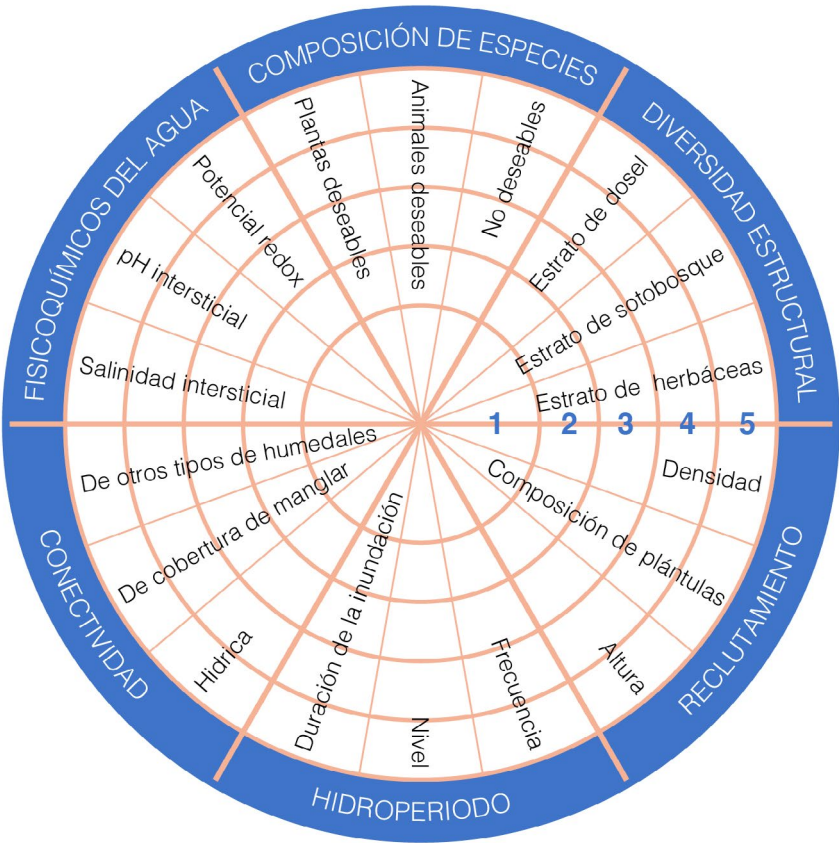 COMPOSICIÓN DE ESPECIES
Plantas deseables
Animales deseables
No deseables
DIVERSIDAD ESTRUCTURAL
Estrato de dosel
Estrato de sotobosque
Estrato de herbáceas
1 2 3 4 5
RECLUTAMIENTO
Densidad
Composición de plántulas
Altura
HIDROPERIODO
Frecuencia
Nivel
Duración de la inundación
CONECTIVIDAD
Hidrica
De cobertura de manglar
De otros tipos de humedales
FISICOQUÍMICOS DEL AGUA
Salinidad intersticial
pH intersticial
Potencial redox